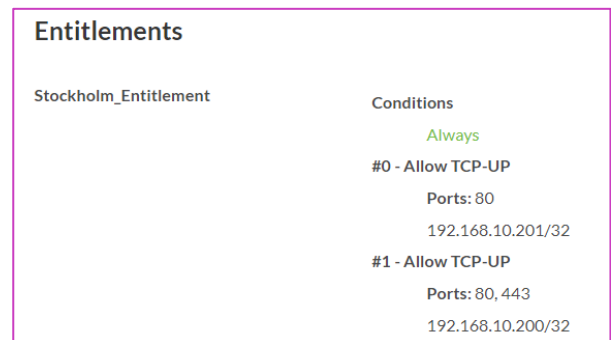 Entitlements
Stockholm_Entitlement
Conditions
Always
#0 - Allow TCP-UP
Ports: 80
192.168.10.201/32
#1 - Allow TCP-UP
Ports: 80, 443
192.168.10.200/32